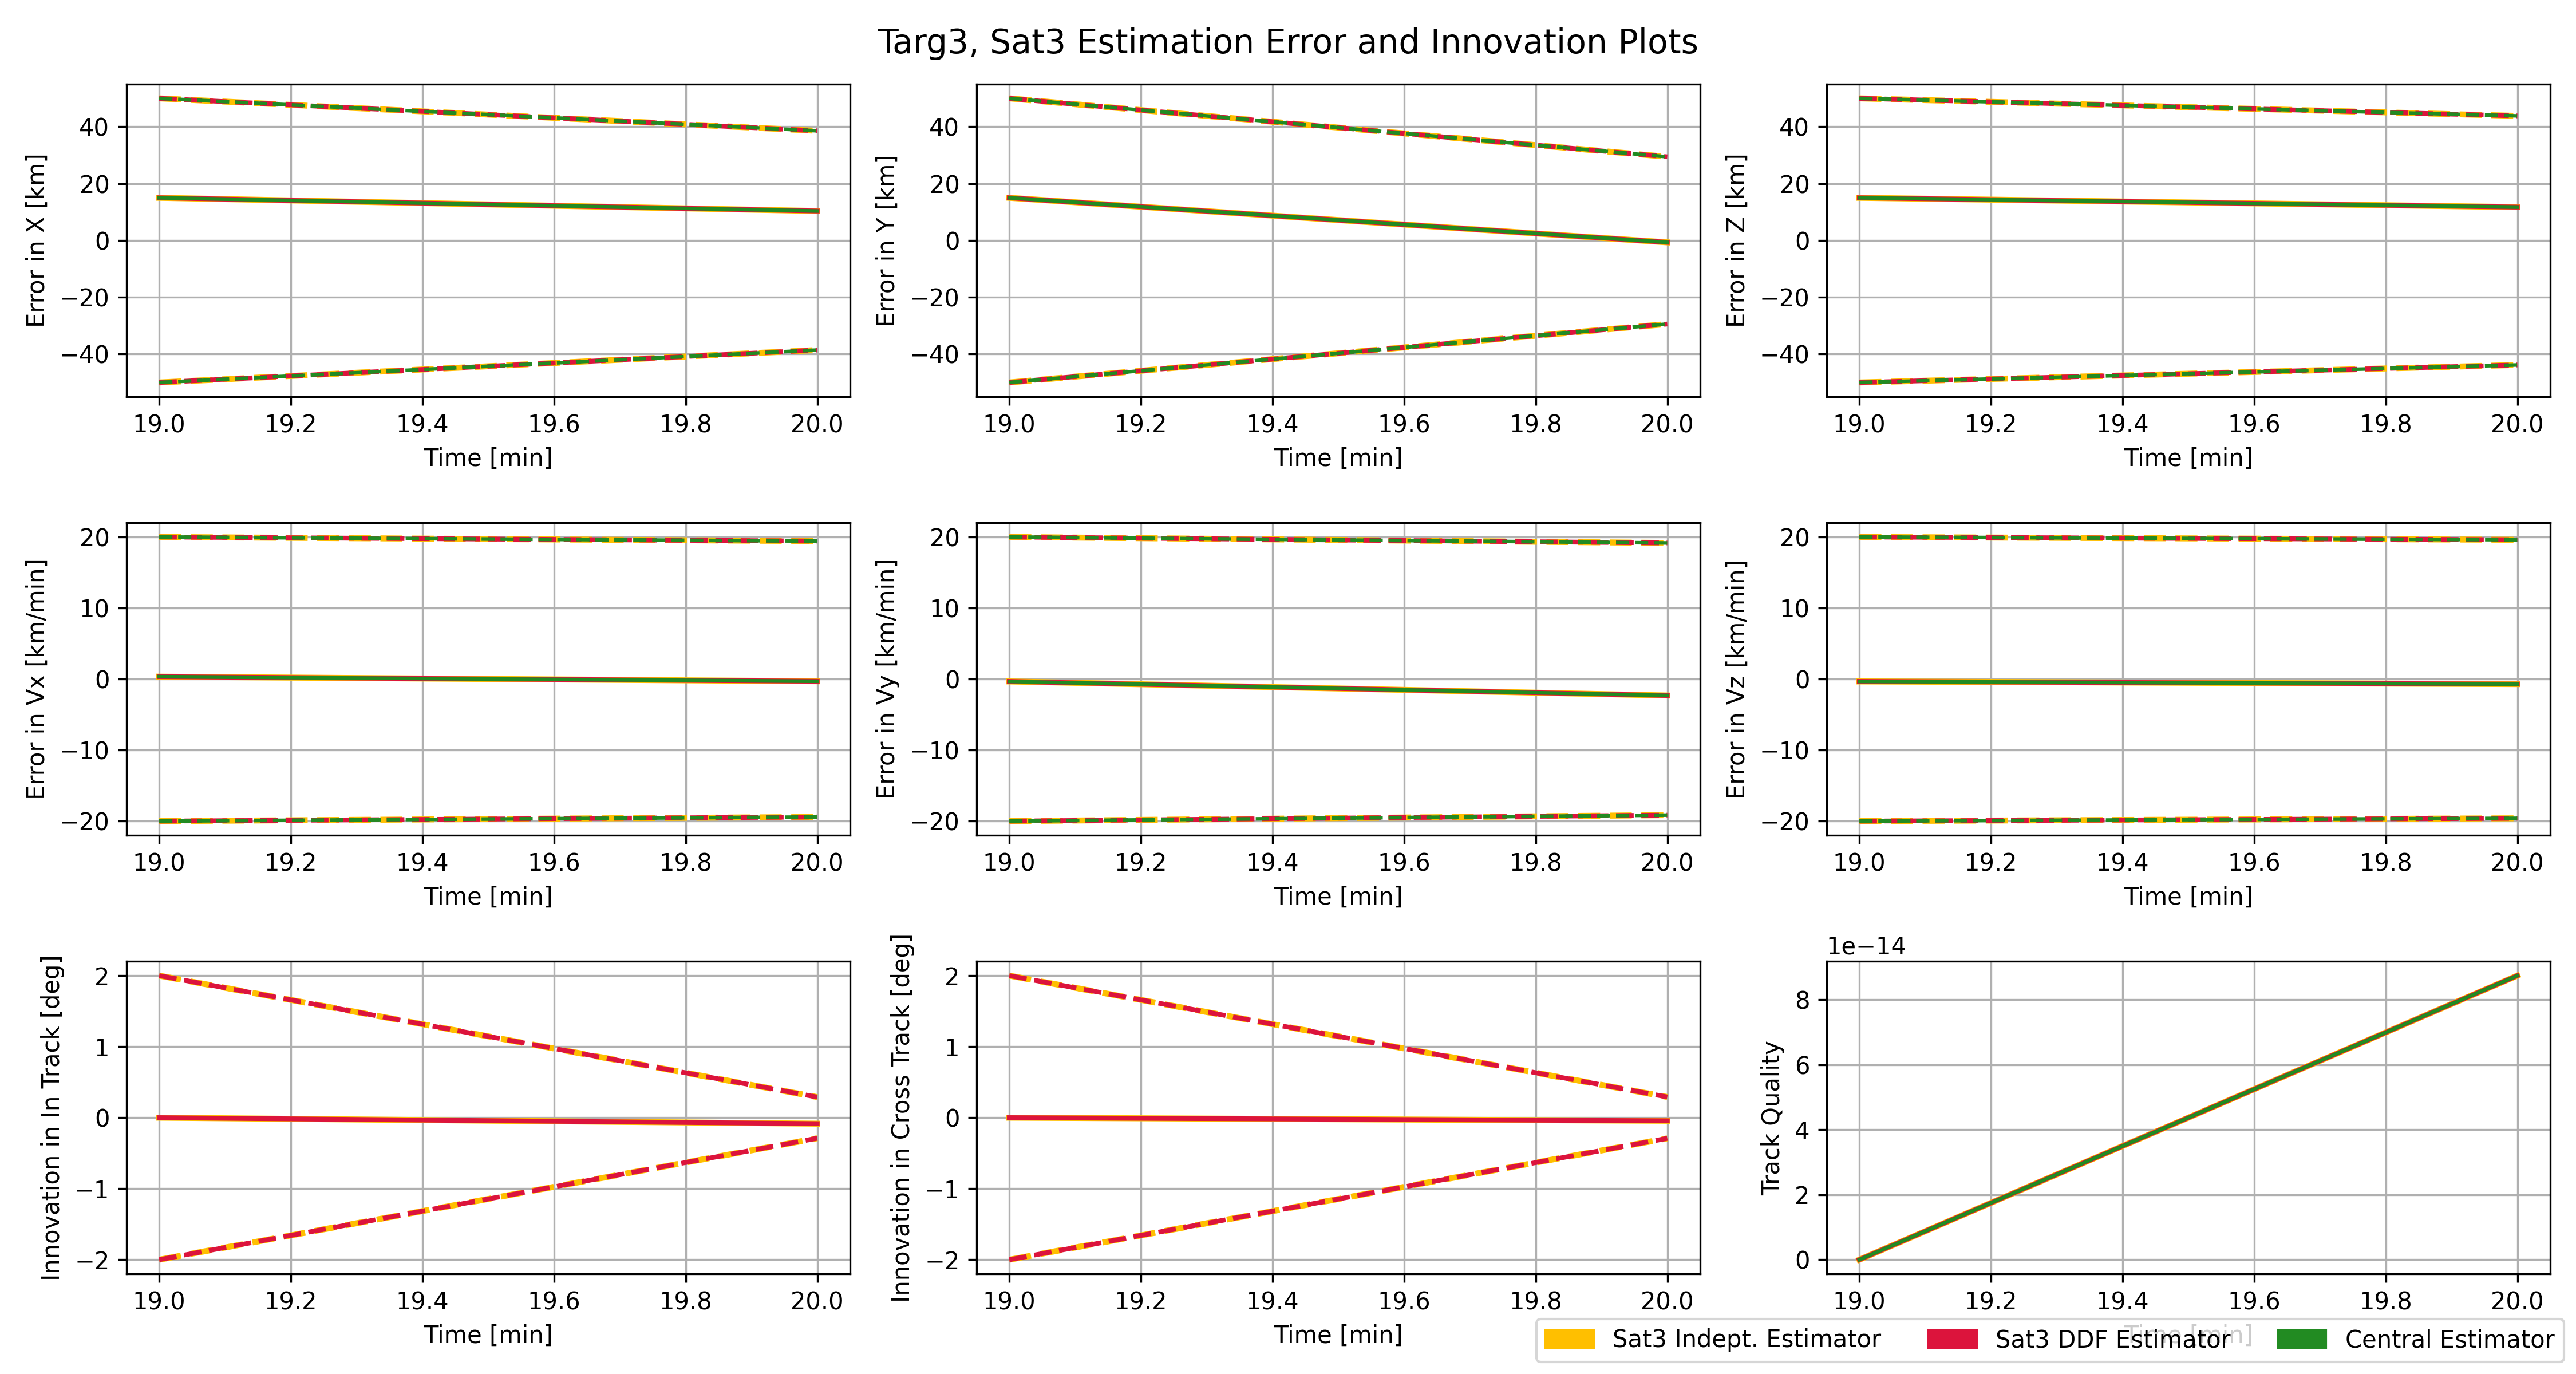 Targ3, Sat3 Estimation Error and Innovation Plots
Error in X [km]
40
20
0
−20
−40
19.0 19.2 19.4 19.6 19.8 20.0
Time [min]
Error in Y [km]
40
20
0
−20
−40
19.0 19.2 19.4 19.6 19.8 20.0
Time [min]
Error in Z [km]
40
20
0
−20
−40
19.0 19.2 19.4 19.6 19.8 20.0
Time [min]
Error in Vx [km/min]
20
10
0
−10
−20
19.0 19.2 19.4 19.6 19.8 20.0
Time [min]
Error in Vy [km/min]
20
10
0
−10
−20
19.0 19.2 19.4 19.6 19.8 20.0
Time [min]
Error in Vz [km/min]
20
10
0
−10
−20
19.0 19.2 19.4 19.6 19.8 20.0
Time [min]
Innovation in In Track [deg]
2
1
0
−1
−2
19.0 19.2 19.4 19.6 19.8 20.0
Time [min]
Innovation in Cross Track [deg]
2
1
0
−1
−2
19.0 19.2 19.4 19.6 19.8 20.0
Time [min]
1e−14
Track Quality
8
6
4
2
0
19.0 19.2 19.4 19.6 19.8 20.0
Time [min]
Sat3 Indept. Estimator Sat3 DDF Estimator Central Estimator